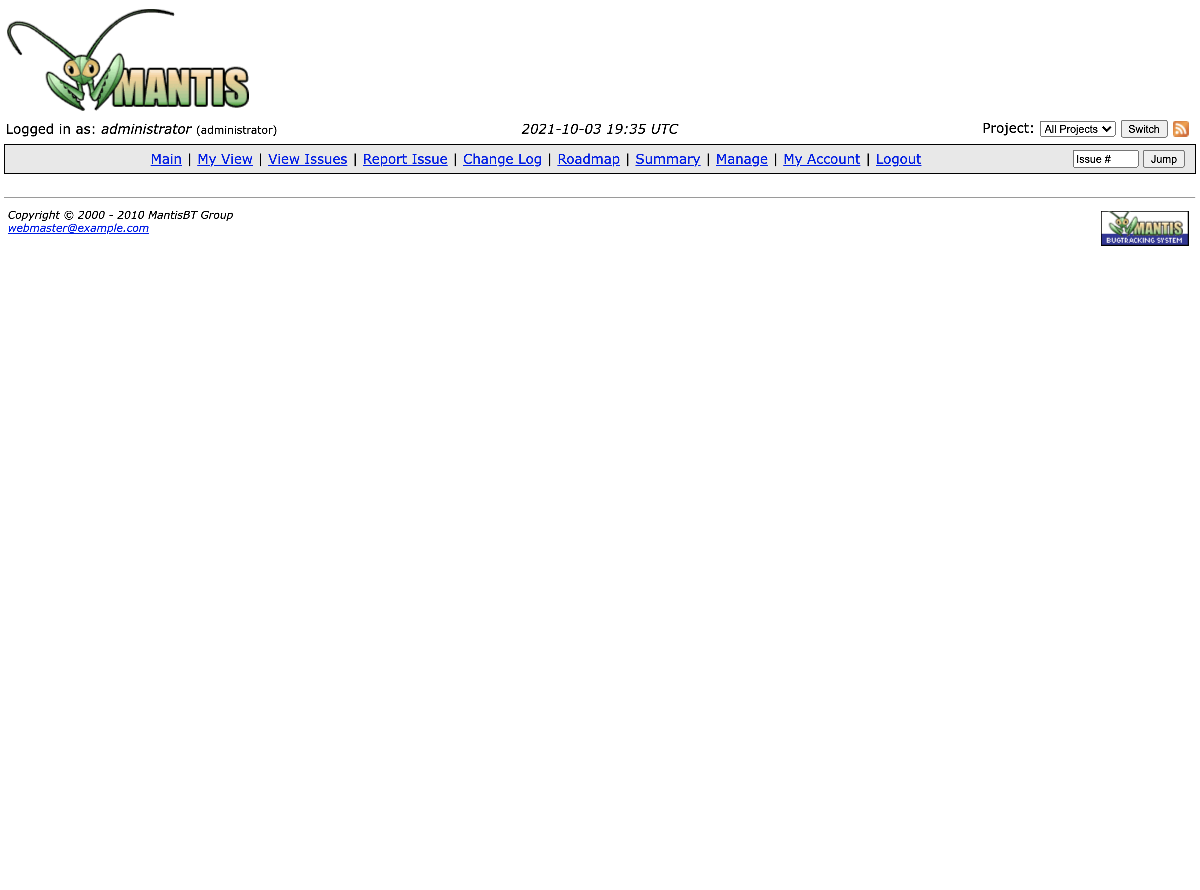 MANTIS
Logged in as: administrator (administrator)
2021-10-03 19:35 UTC
Project: All Projects Switch
Main | My View | View Issues | Report Issue | Change Log | Roadmap | Summary | Manage | My Account | Logout
Issue # Jump
Copyright © 2000 - 2010 MantisBT Group
webmaster@example.com
MANTIS
BUGTRACKING SYSTEM